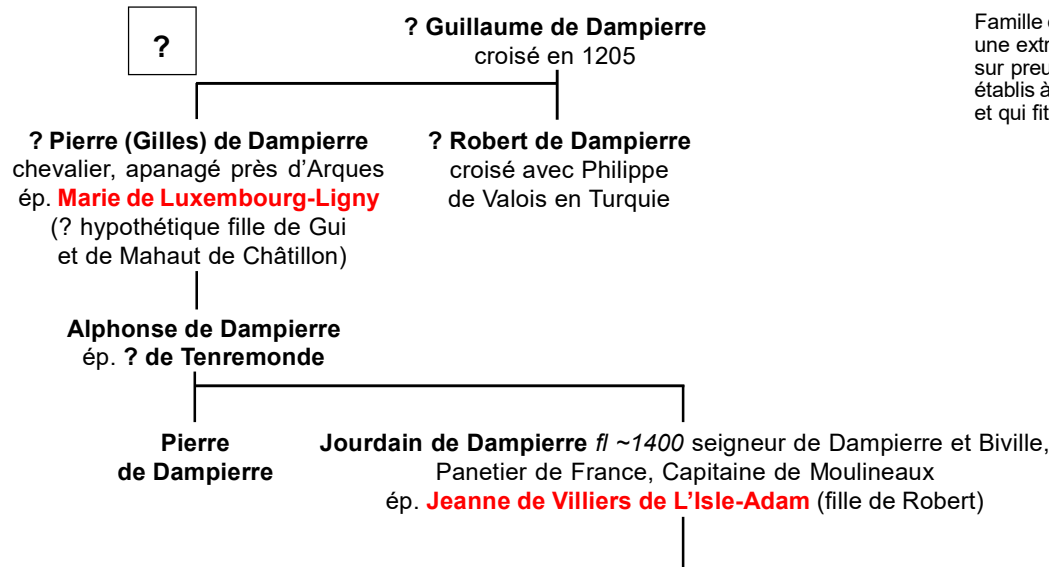 ?
? Guillaume de Dampierre
croisé en 1205
Famille
une extr
sur preu
établis à
et qui fit
? Pierre (Gilles) de Dampierre
chevalier, apanagé près d’Arques
ép. Marie de Luxembourg-Ligny
(? hypothétique fille de Gui
et de Mahaut de Châtillon)
? Robert de Dampierre
croisé avec Philippe
de Valois en Turquie
Alphonse de Dampierre
ép. ? de Tenremonde
Pierre
de Dampierre
Jourdain de Dampierre fl ~1400 seigneur de Dampierre et Biville,
Panetier de France, Capitaine de Moulineaux
ép. Jeanne de Villiers de L’Isle-Adam (fille de Robert)